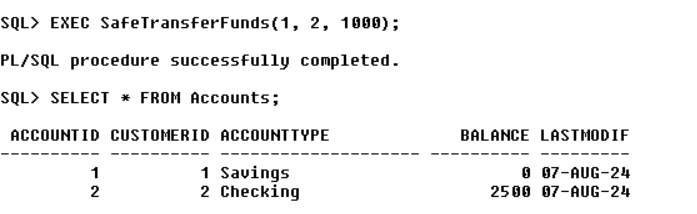 SQL> EXEC SafeTransferFunds(1, 2, 1000);
PL/SQL procedure successfully completed.
SQL> SELECT * FROM Accounts;
 ACCOUNTID CUSTOMERID ACCOUNTTYPE             BALANCE LASTMODIF
---------- ---------- -------------------- ---------- ---------
         1          1 Savings                       0 07-AUG-24
         2          2 Checking                   2500 07-AUG-24